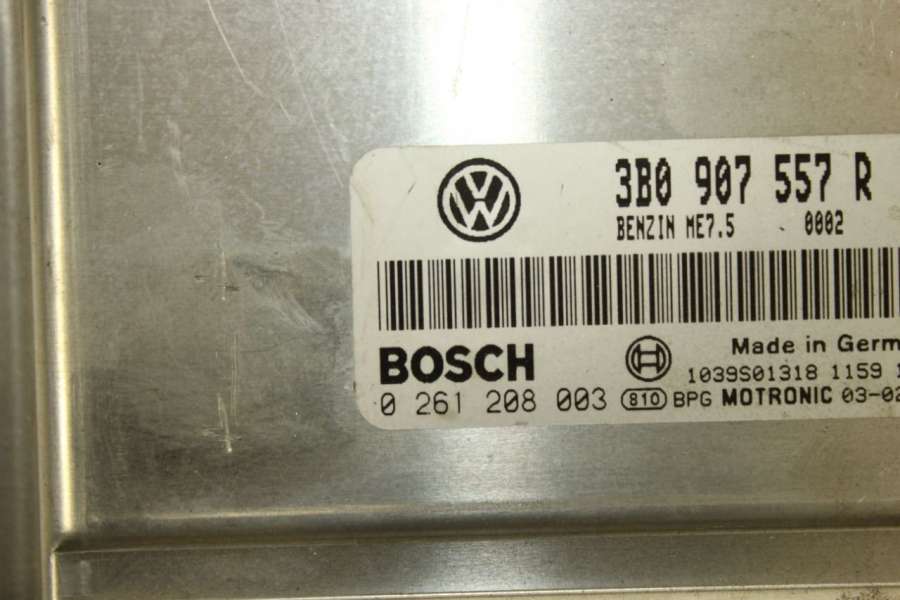 3B0 907 557 R
BENZIN ME7.5 0002
BOSCH
Made in Germ
1039S01318 1159
0 261 208 003 810 BPG MOTRONIC 03-02